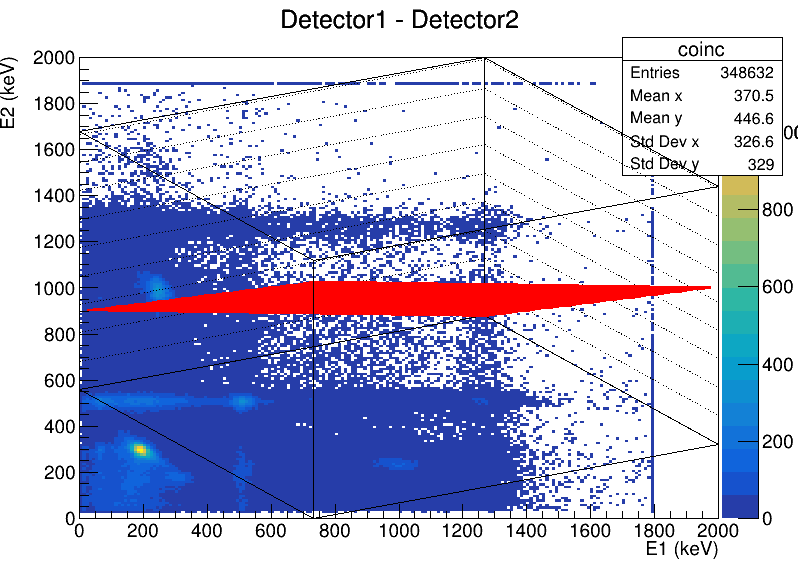 Detector1 - Detector2
coinc
Entries 348632
Mean x 370.5
Mean y 446.6
Std Dev x 326.6
Std Dev y 329
E2 (keV)
2000
1800
1600
1400
1200
1000
800
600
400
200
0
0 200 400 600 800 1000 1200 1400 1600 1800 2000
E1 (keV)
800
600
400
200
0